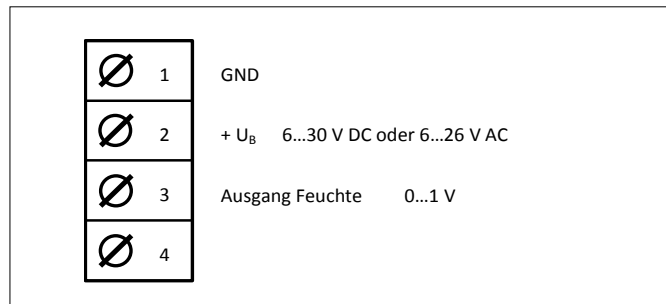 1 GND
2 + U_B 6...30 V DC oder 6...26 V AC
3 Ausgang Feuchte 0...1 V
4